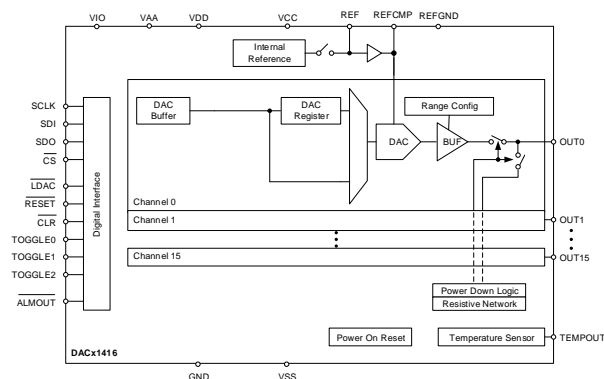 VIO VAA VDD VCC REF REFCMP REFGND
Internal
Reference
SCLK
SDI
SDO
CS
LDAC
RESET
CLR
TOGGLE0
TOGGLE1
TOGGLE2
ALMOUT
Digital Interface
DAC
Buffer
DAC
Register
Range Config
DAC
BUF
OUT0
Channel 0
Channel 1
OUT1
Channel 15
OUT15
Power Down Logic
Resistive Network
Power On Reset
Temperature Sensor
TEMPOUT
DACx1416
GND VSS